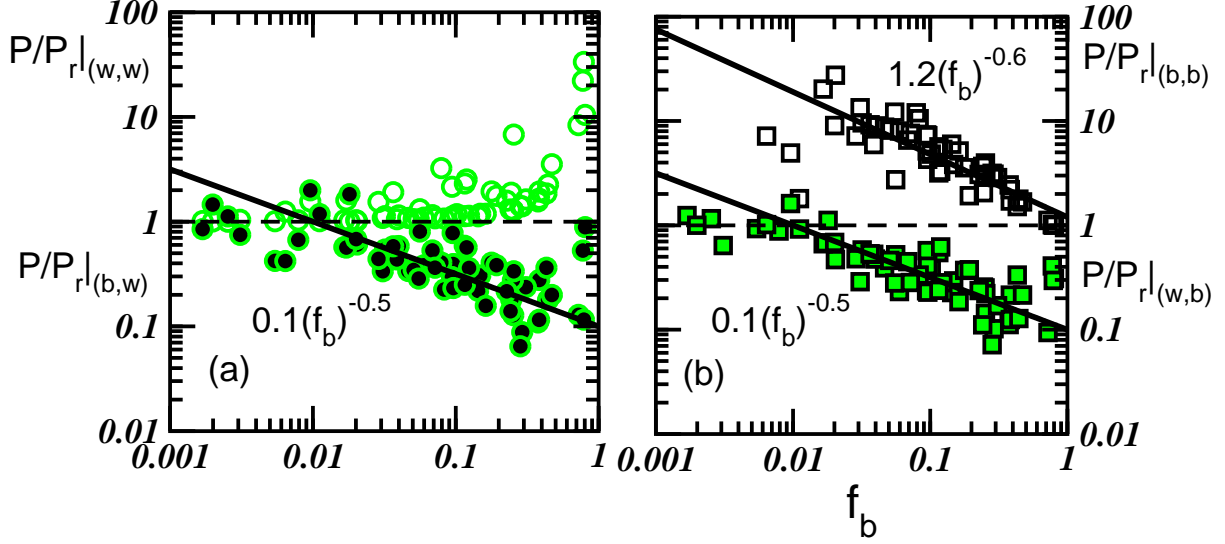 100
P/P_r|_(w,w)
10
1
P/P_r|_(b,w)
0.1
0.01
0.1(f_b)^-0.5
(a)
0.001
0.01
0.1
1
100
P/P_r|_(b,b)
10
1
P/P_r|_(w,b)
0.1
0.01
1.2(f_b)^-0.6
0.1(f_b)^-0.5
(b)
0.001
0.01
0.1
1
f_b